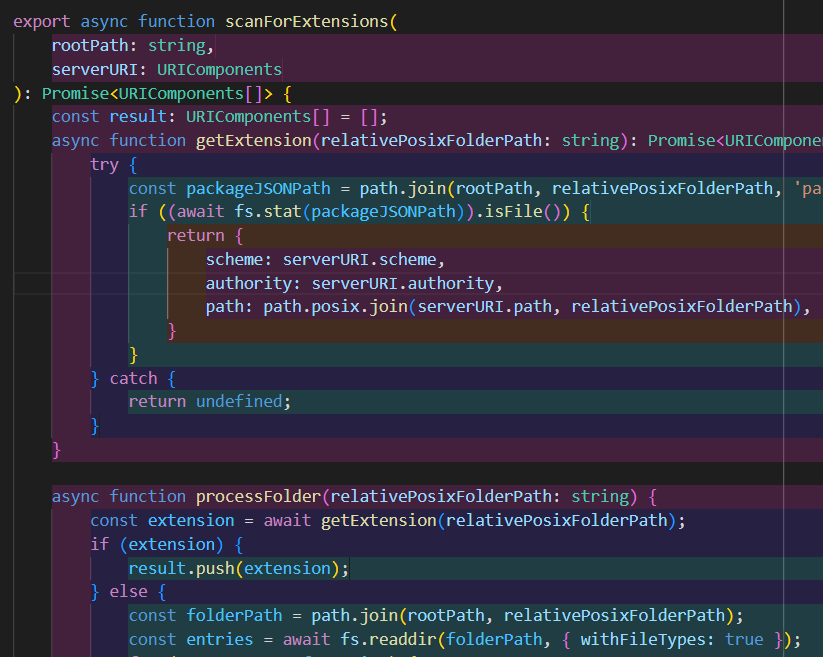 export async function scanForExtensions(
    rootPath: string,
    serverURI: URIComponents
): Promise<URIComponents[]> {
    const result: URIComponents[] = [];
    async function getExtension(relativePosixFolderPath: string): Promise<URICompone
        try {
            const packageJSONPath = path.join(rootPath, relativePosixFolderPath, 'pa
            if ((await fs.stat(packageJSONPath)).isFile()) {
                return {
                    scheme: serverURI.scheme,
                    authority: serverURI.authority,
                    path: path.posix.join(serverURI.path, relativePosixFolderPath),
                }
            }
        } catch {
            return undefined;
        }
    }

    async function processFolder(relativePosixFolderPath: string) {
        const extension = await getExtension(relativePosixFolderPath);
        if (extension) {
            result.push(extension);
        } else {
            const folderPath = path.join(rootPath, relativePosixFolderPath);
            const entries = await fs.readdir(folderPath, { withFileTypes: true });